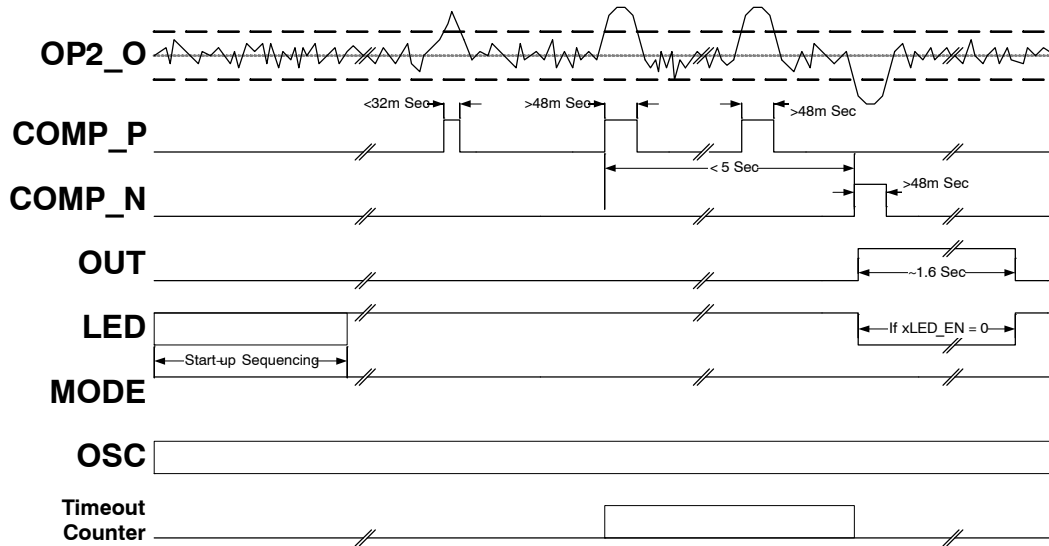 OP2_O
<32m Sec
>48m Sec
>48m Sec
COMP_P
< 5 Sec
COMP_N
>48m Sec
OUT
~1.6 Sec
LED
If xLED_EN = 0
Start-up Sequencing
MODE
OSC
Timeout
Counter